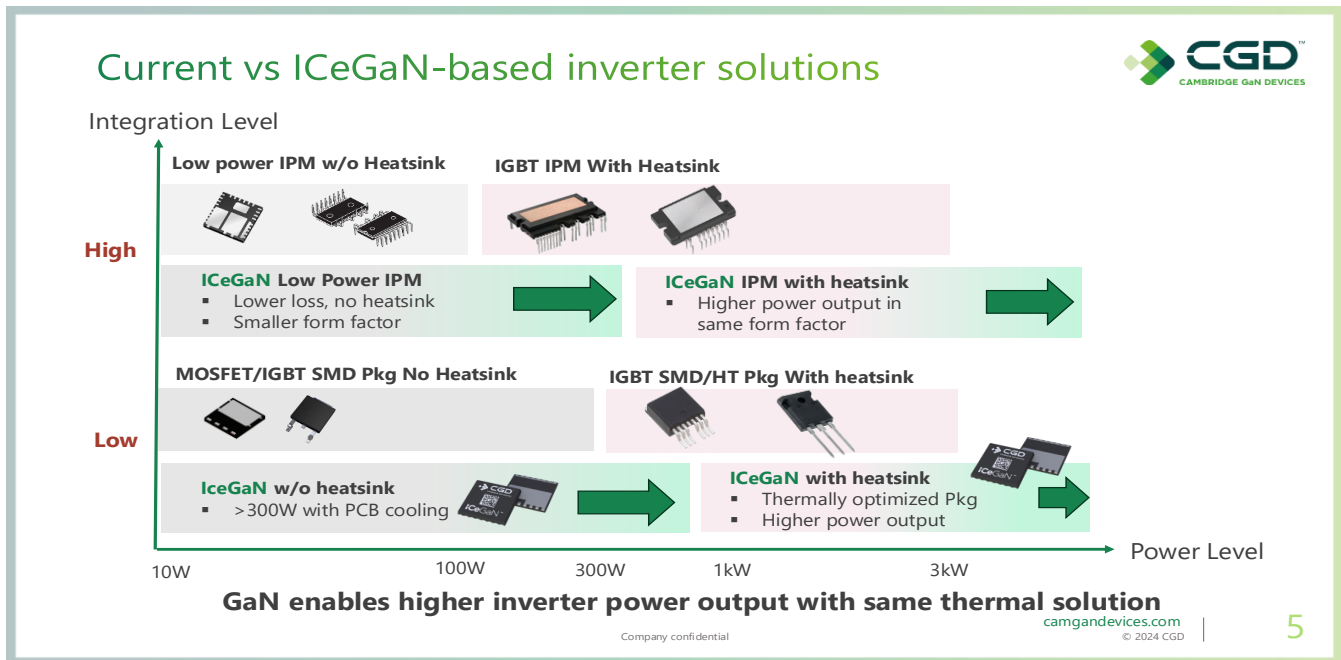 Current vs ICeGaN-based inverter solutions
CGD™
CAMBRIDGE GaN DEVICES
Integration Level
Low power IPM w/o Heatsink
IGBT IPM With Heatsink
High
ICeGaN Low Power IPM
▪ Lower loss, no heatsink
▪ Smaller form factor
ICeGaN IPM with heatsink
▪ Higher power output in
same form factor
MOSFET/IGBT SMD Pkg No Heatsink
IGBT SMD/HT Pkg With heatsink
Low
IceGaN w/o heatsink
▪ >300W with PCB cooling
CGD
ICeGaN™
ICeGaN with heatsink
▪ Thermally optimized Pkg
▪ Higher power output
CGD
ICeGaN™
Power Level
10W
100W
300W
1kW
3kW
GaN enables higher inverter power output with same thermal solution
camgandevices.com
Company confidential
© 2024 CGD
5